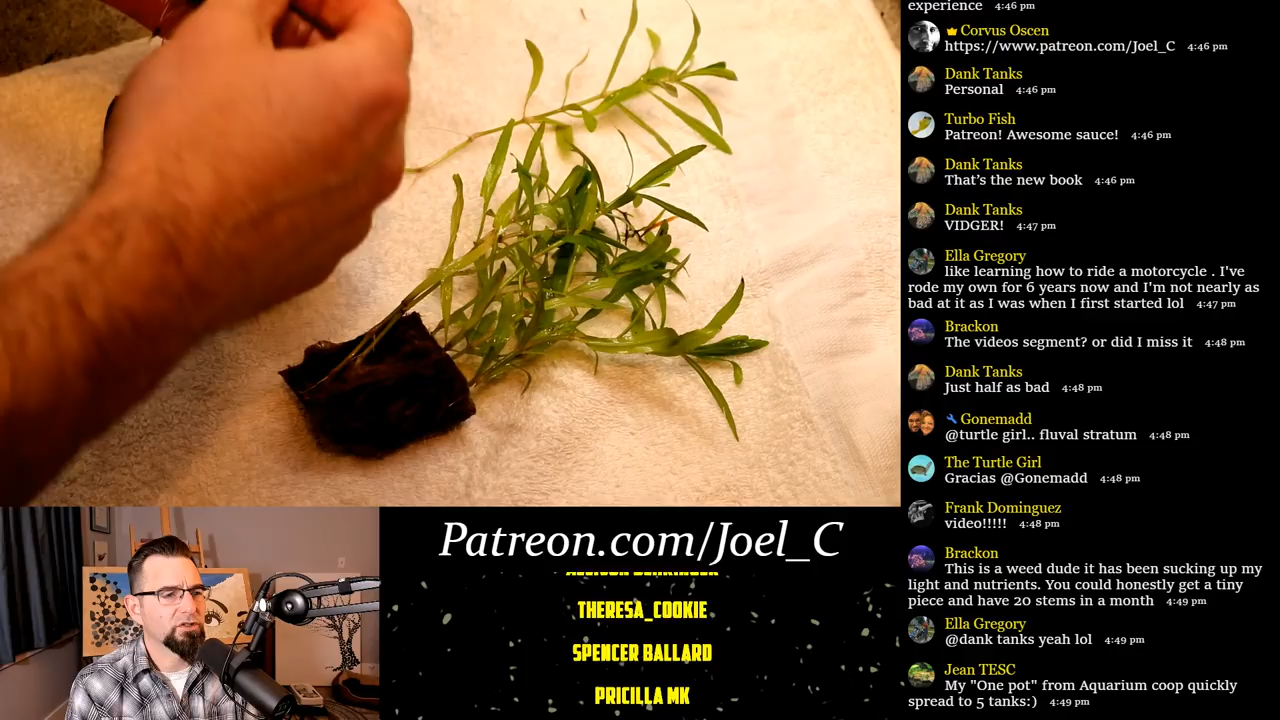 experience 4:46 pm
Corvus Oscen
https://www.patreon.com/Joel_C 4:46 pm
Dank Tanks
Personal 4:46 pm
Turbo Fish
Patreon! Awesome sauce! 4:46 pm
Dank Tanks
That's the new book 4:46 pm
Dank Tanks
VIDGER! 4:47 pm
Ella Gregory
like learning how to ride a motorcycle . I've
rode my own for 6 years now and I'm not nearly as
bad at it as I was when I first started lol 4:47 pm
Brackon
The videos segment? or did I miss it 4:48 pm
Dank Tanks
Just half as bad 4:48 pm
Gonemadd
@turtle girl.. fluval stratum 4:48 pm
The Turtle Girl
Gracias @Gonemadd 4:48 pm
Frank Dominguez
video!!!!! 4:48 pm
Brackon
This is a weed dude it has been sucking up my
light and nutrients. You could honestly get a tiny
piece and have 20 stems in a month 4:49 pm
Ella Gregory
@dank tanks yeah lol 4:49 pm
Jean TESC
My "One pot" from Aquarium coop quickly
spread to 5 tanks:) 4:49 pm
Patreon.com/Joel_C
THERESA_COOKIE
SPENCER BALLARD
PRICILLA MK